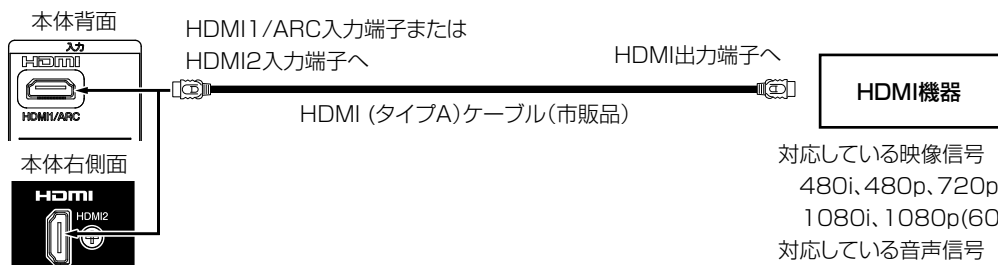 本体背面
入力
HDMI
HDMI1/ARC
HDMI1/ARC入力端子または
HDMI2入力端子へ
HDMI出力端子へ
HDMI (タイプA)ケーブル(市販品)
HDMI機器
本体右側面
HDMI
HDMI2
対応している映像信号
480i、480p、720p
1080i、1080p(60
対応している音声信号